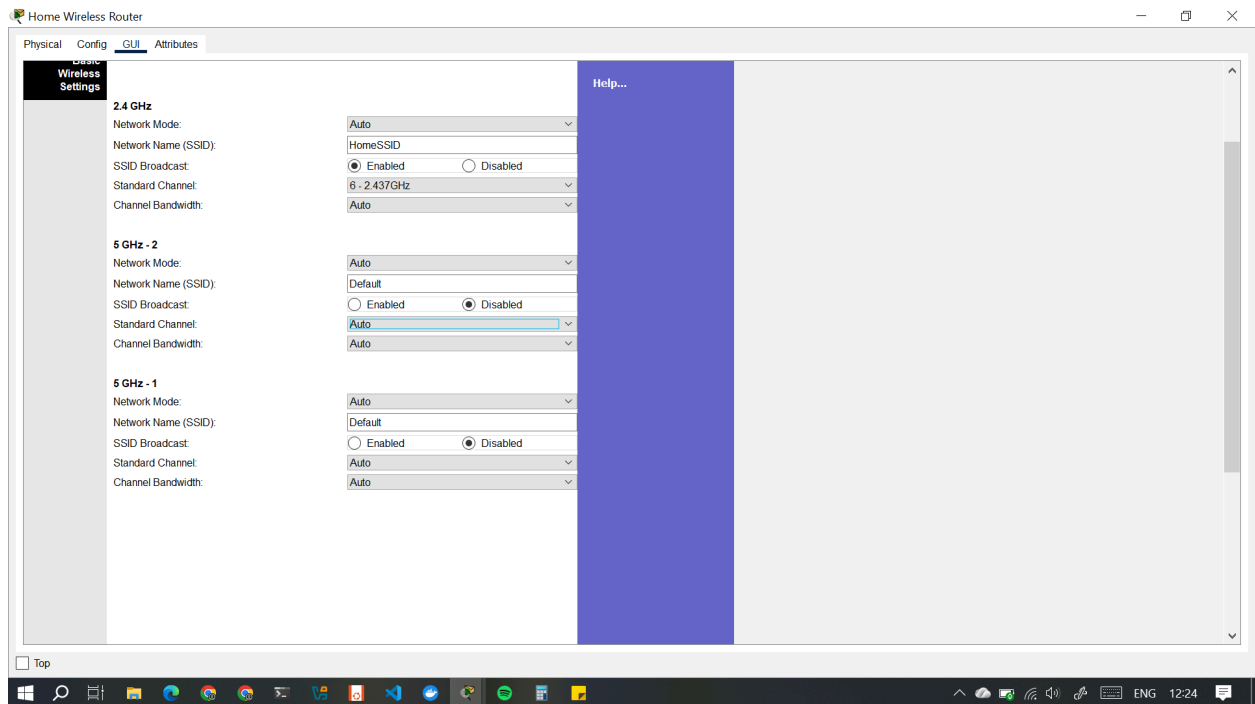 Home Wireless Router
Physical Config GUI Attributes
Basic
Wireless
Settings
Help...
2.4 GHz
Network Mode: Auto
Network Name (SSID): HomeSSID
SSID Broadcast: Enabled Disabled
Standard Channel: 6 - 2.437GHz
Channel Bandwidth: Auto
5 GHz - 2
Network Mode: Auto
Network Name (SSID): Default
SSID Broadcast: Enabled Disabled
Standard Channel: Auto
Channel Bandwidth: Auto
5 GHz - 1
Network Mode: Auto
Network Name (SSID): Default
SSID Broadcast: Enabled Disabled
Standard Channel: Auto
Channel Bandwidth: Auto
Top
ENG 12:24